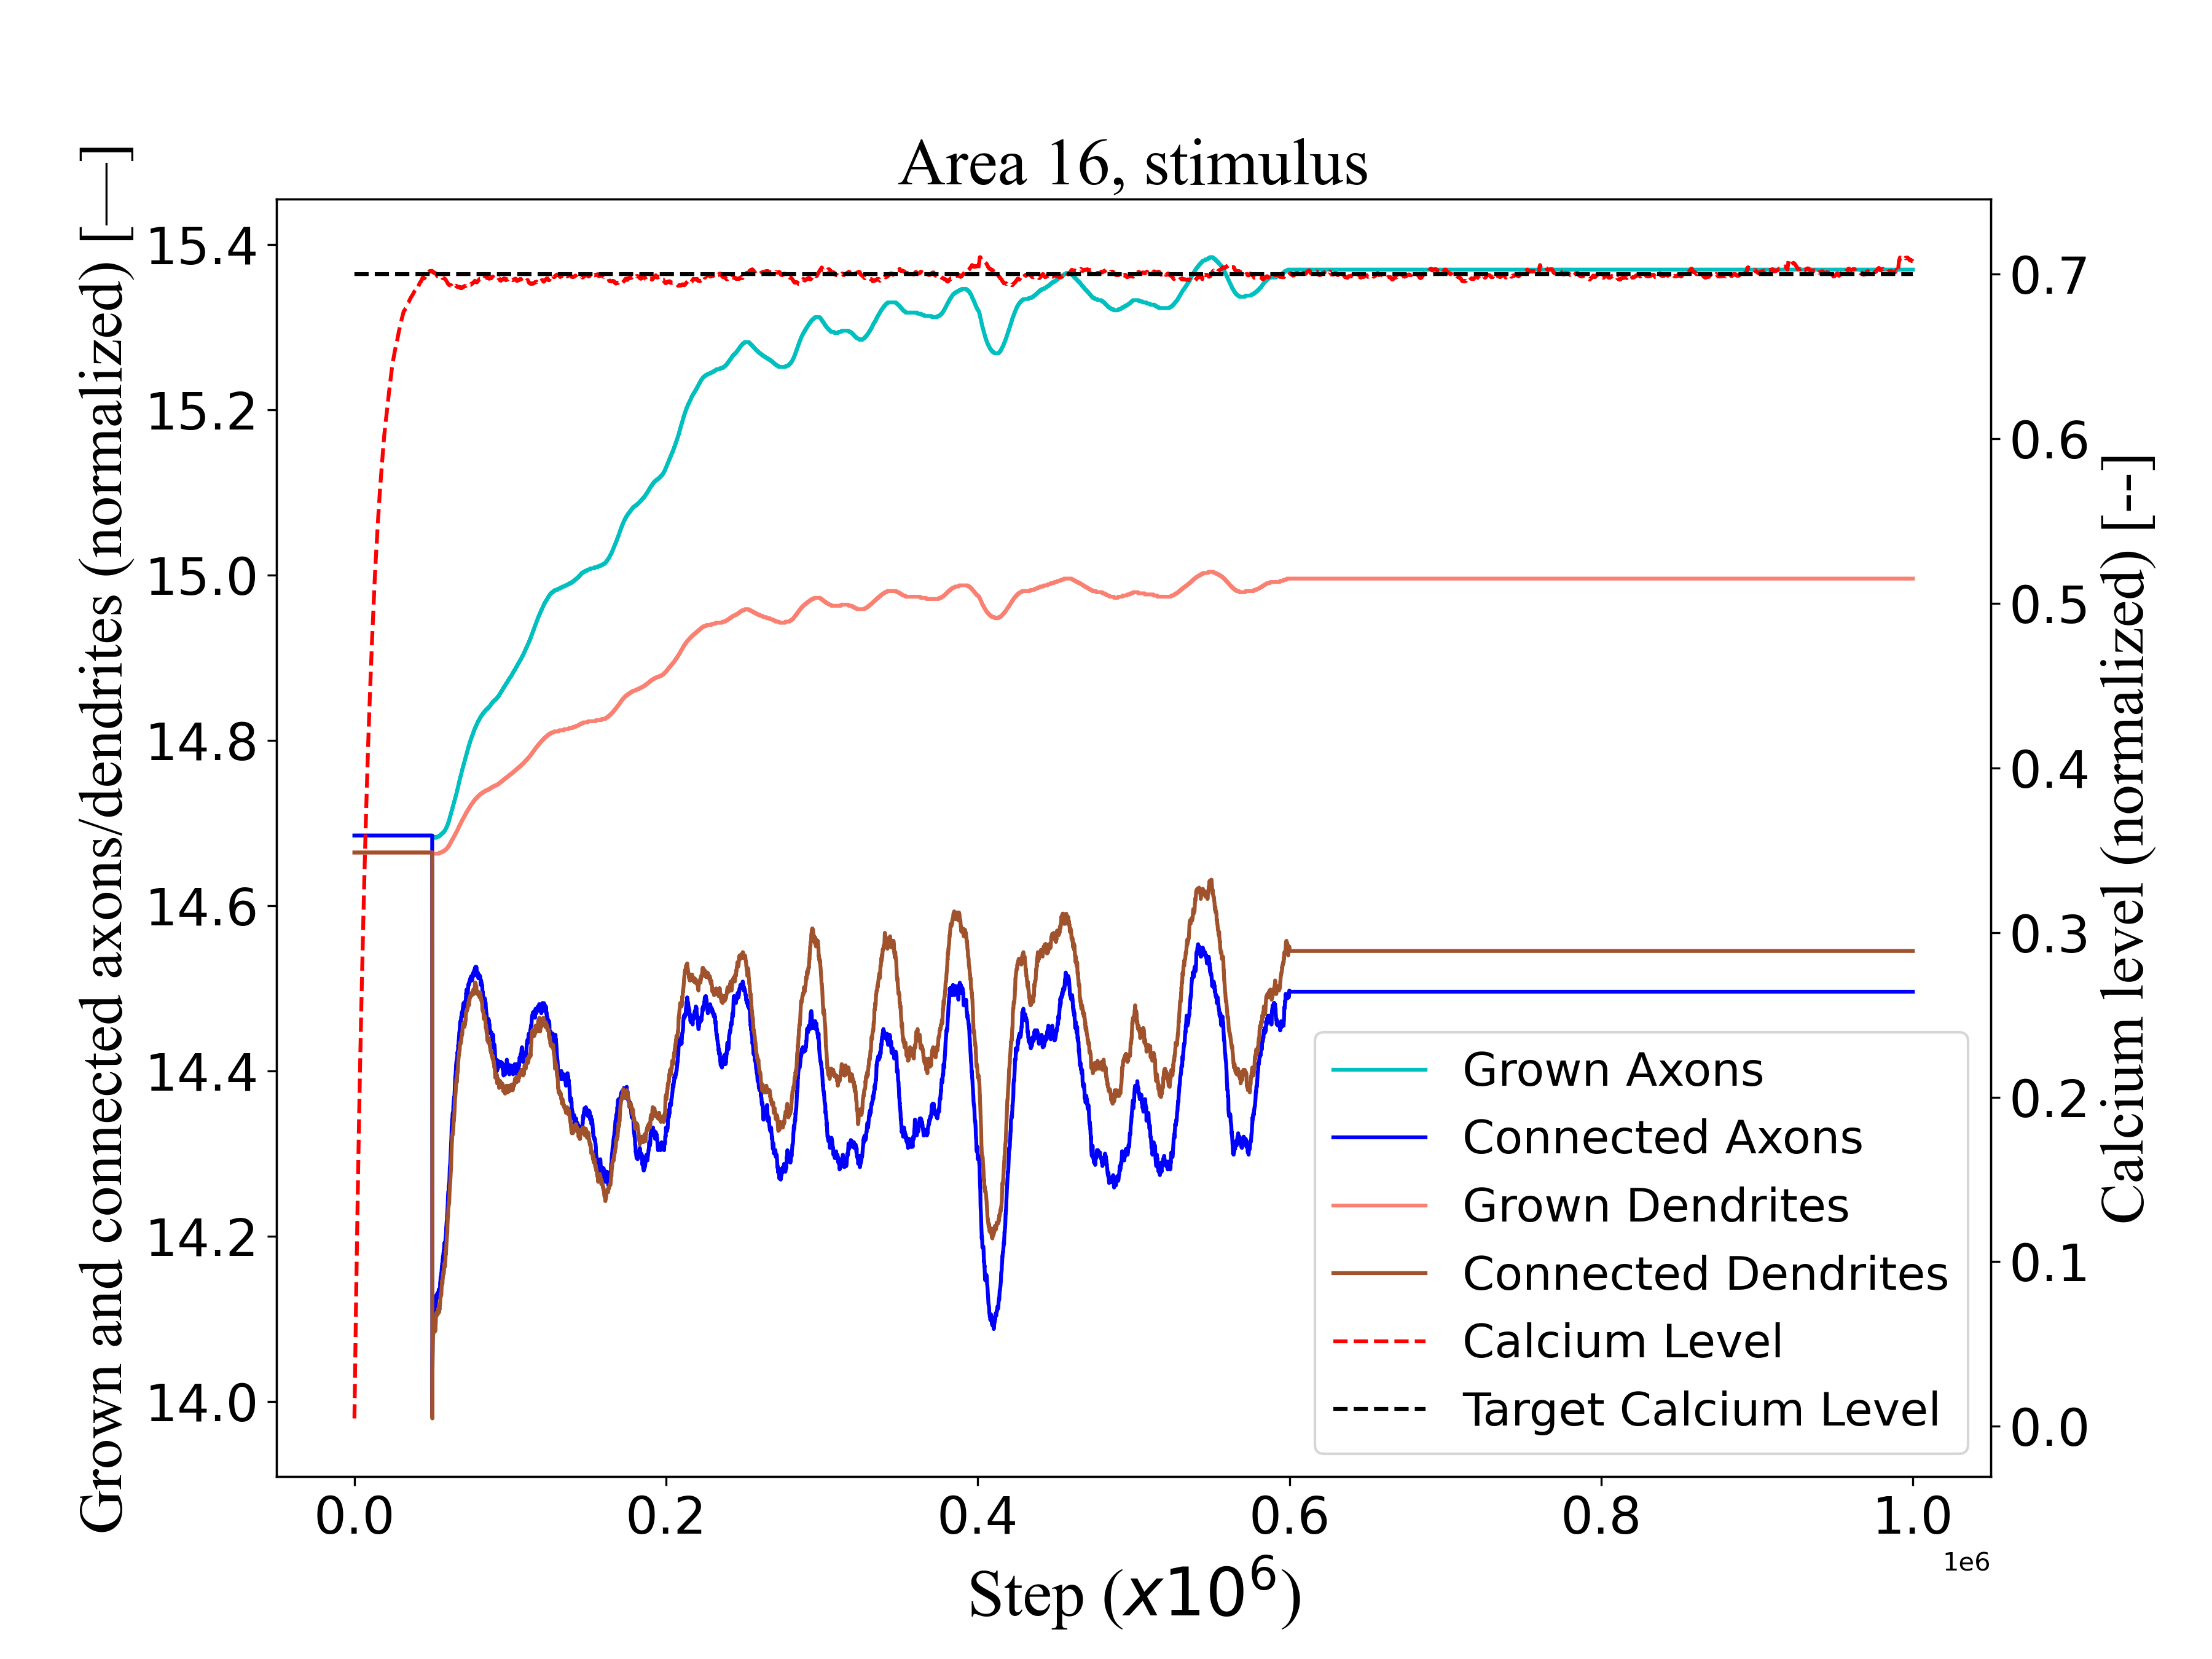 Area 16, stimulus
Grown and connected axons/dendrites (normalized) [—]
15.4
15.2
15.0
14.8
14.6
14.4
14.2
14.0
0.7
0.6
0.5
0.4
0.3
0.2
0.1
0.0
Calcium level (normalized) [--]
Grown Axons
Connected Axons
Grown Dendrites
Connected Dendrites
Calcium Level
Target Calcium Level
0.0 0.2 0.4 0.6 0.8 1.0
1e6
Step (x10⁶)